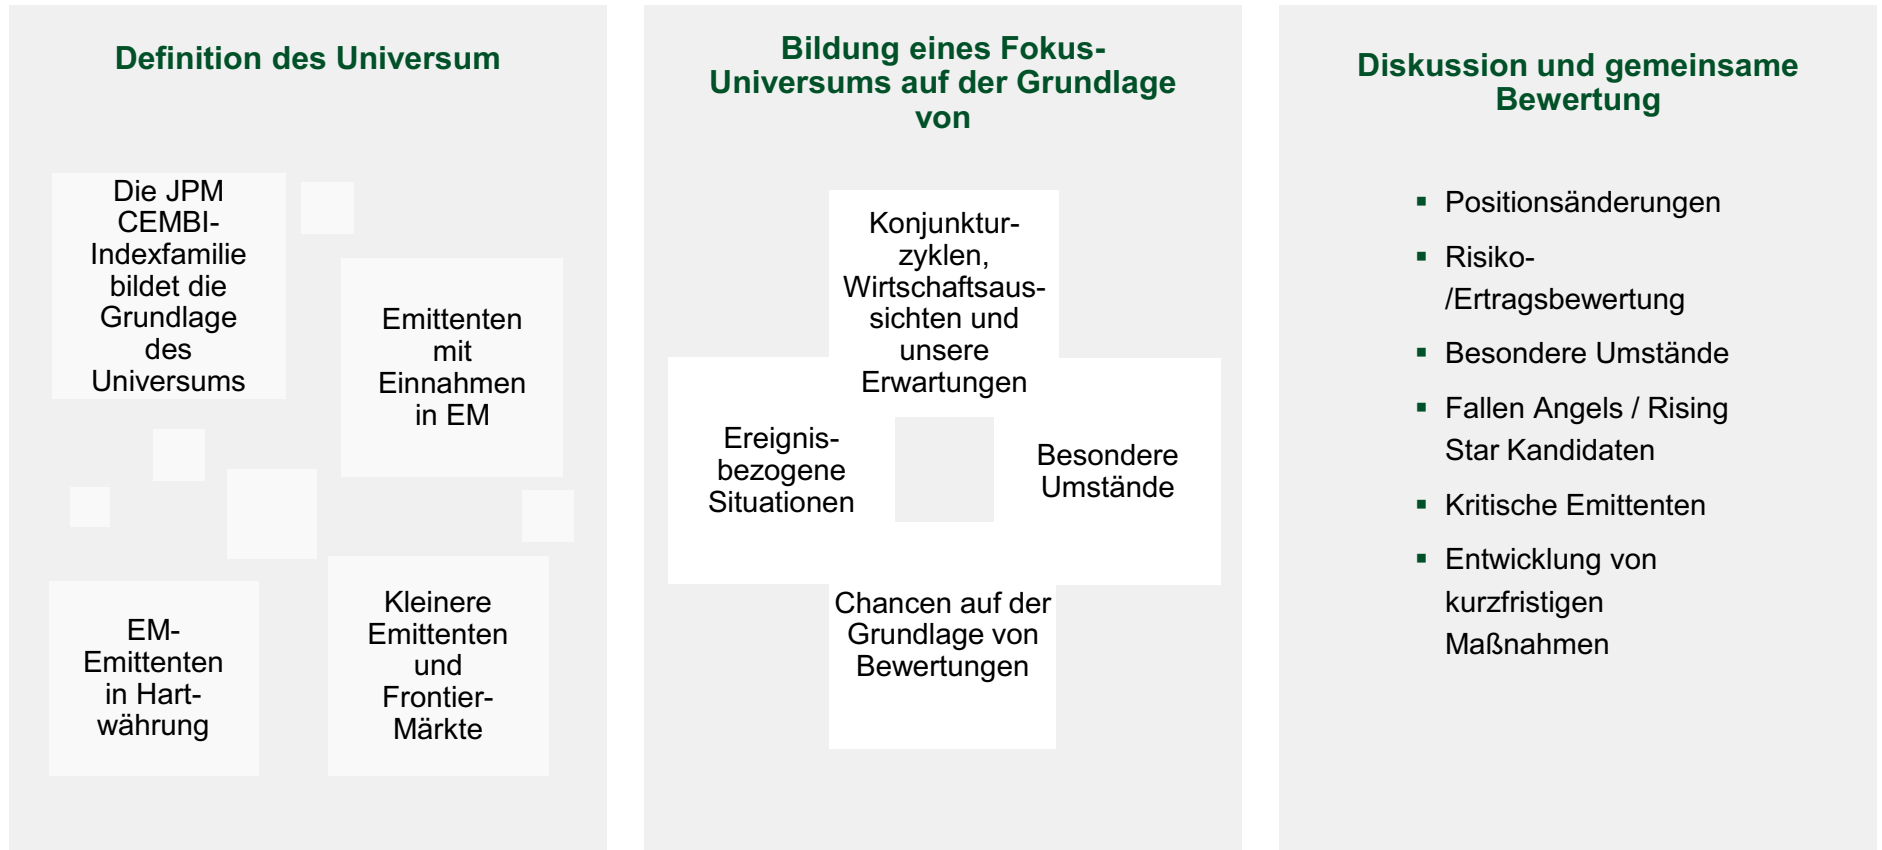 Definition des Universum
Die JPM
CEMBI-
Indexfamilie
bildet die
Grundlage
des
Universums
Emittenten
mit
Einnahmen
in EM
EM-
Emittenten
in Hart-
währung
Kleinere
Emittenten
und
Frontier-
Märkte
Bildung eines Fokus-
Universums auf der Grundlage
von
Konjunktur-
zyklen,
Wirtschaftsaus-
sichten und
unsere
Erwartungen
Ereignis-
bezogene
Situationen
Besondere
Umstände
Chancen auf der
Grundlage von
Bewertungen
Diskussion und gemeinsame
Bewertung
▪ Positionsänderungen
▪ Risiko-
/Ertragsbewertung
▪ Besondere Umstände
▪ Fallen Angels / Rising
Star Kandidaten
▪ Kritische Emittenten
▪ Entwicklung von
kurzfristigen
Maßnahmen